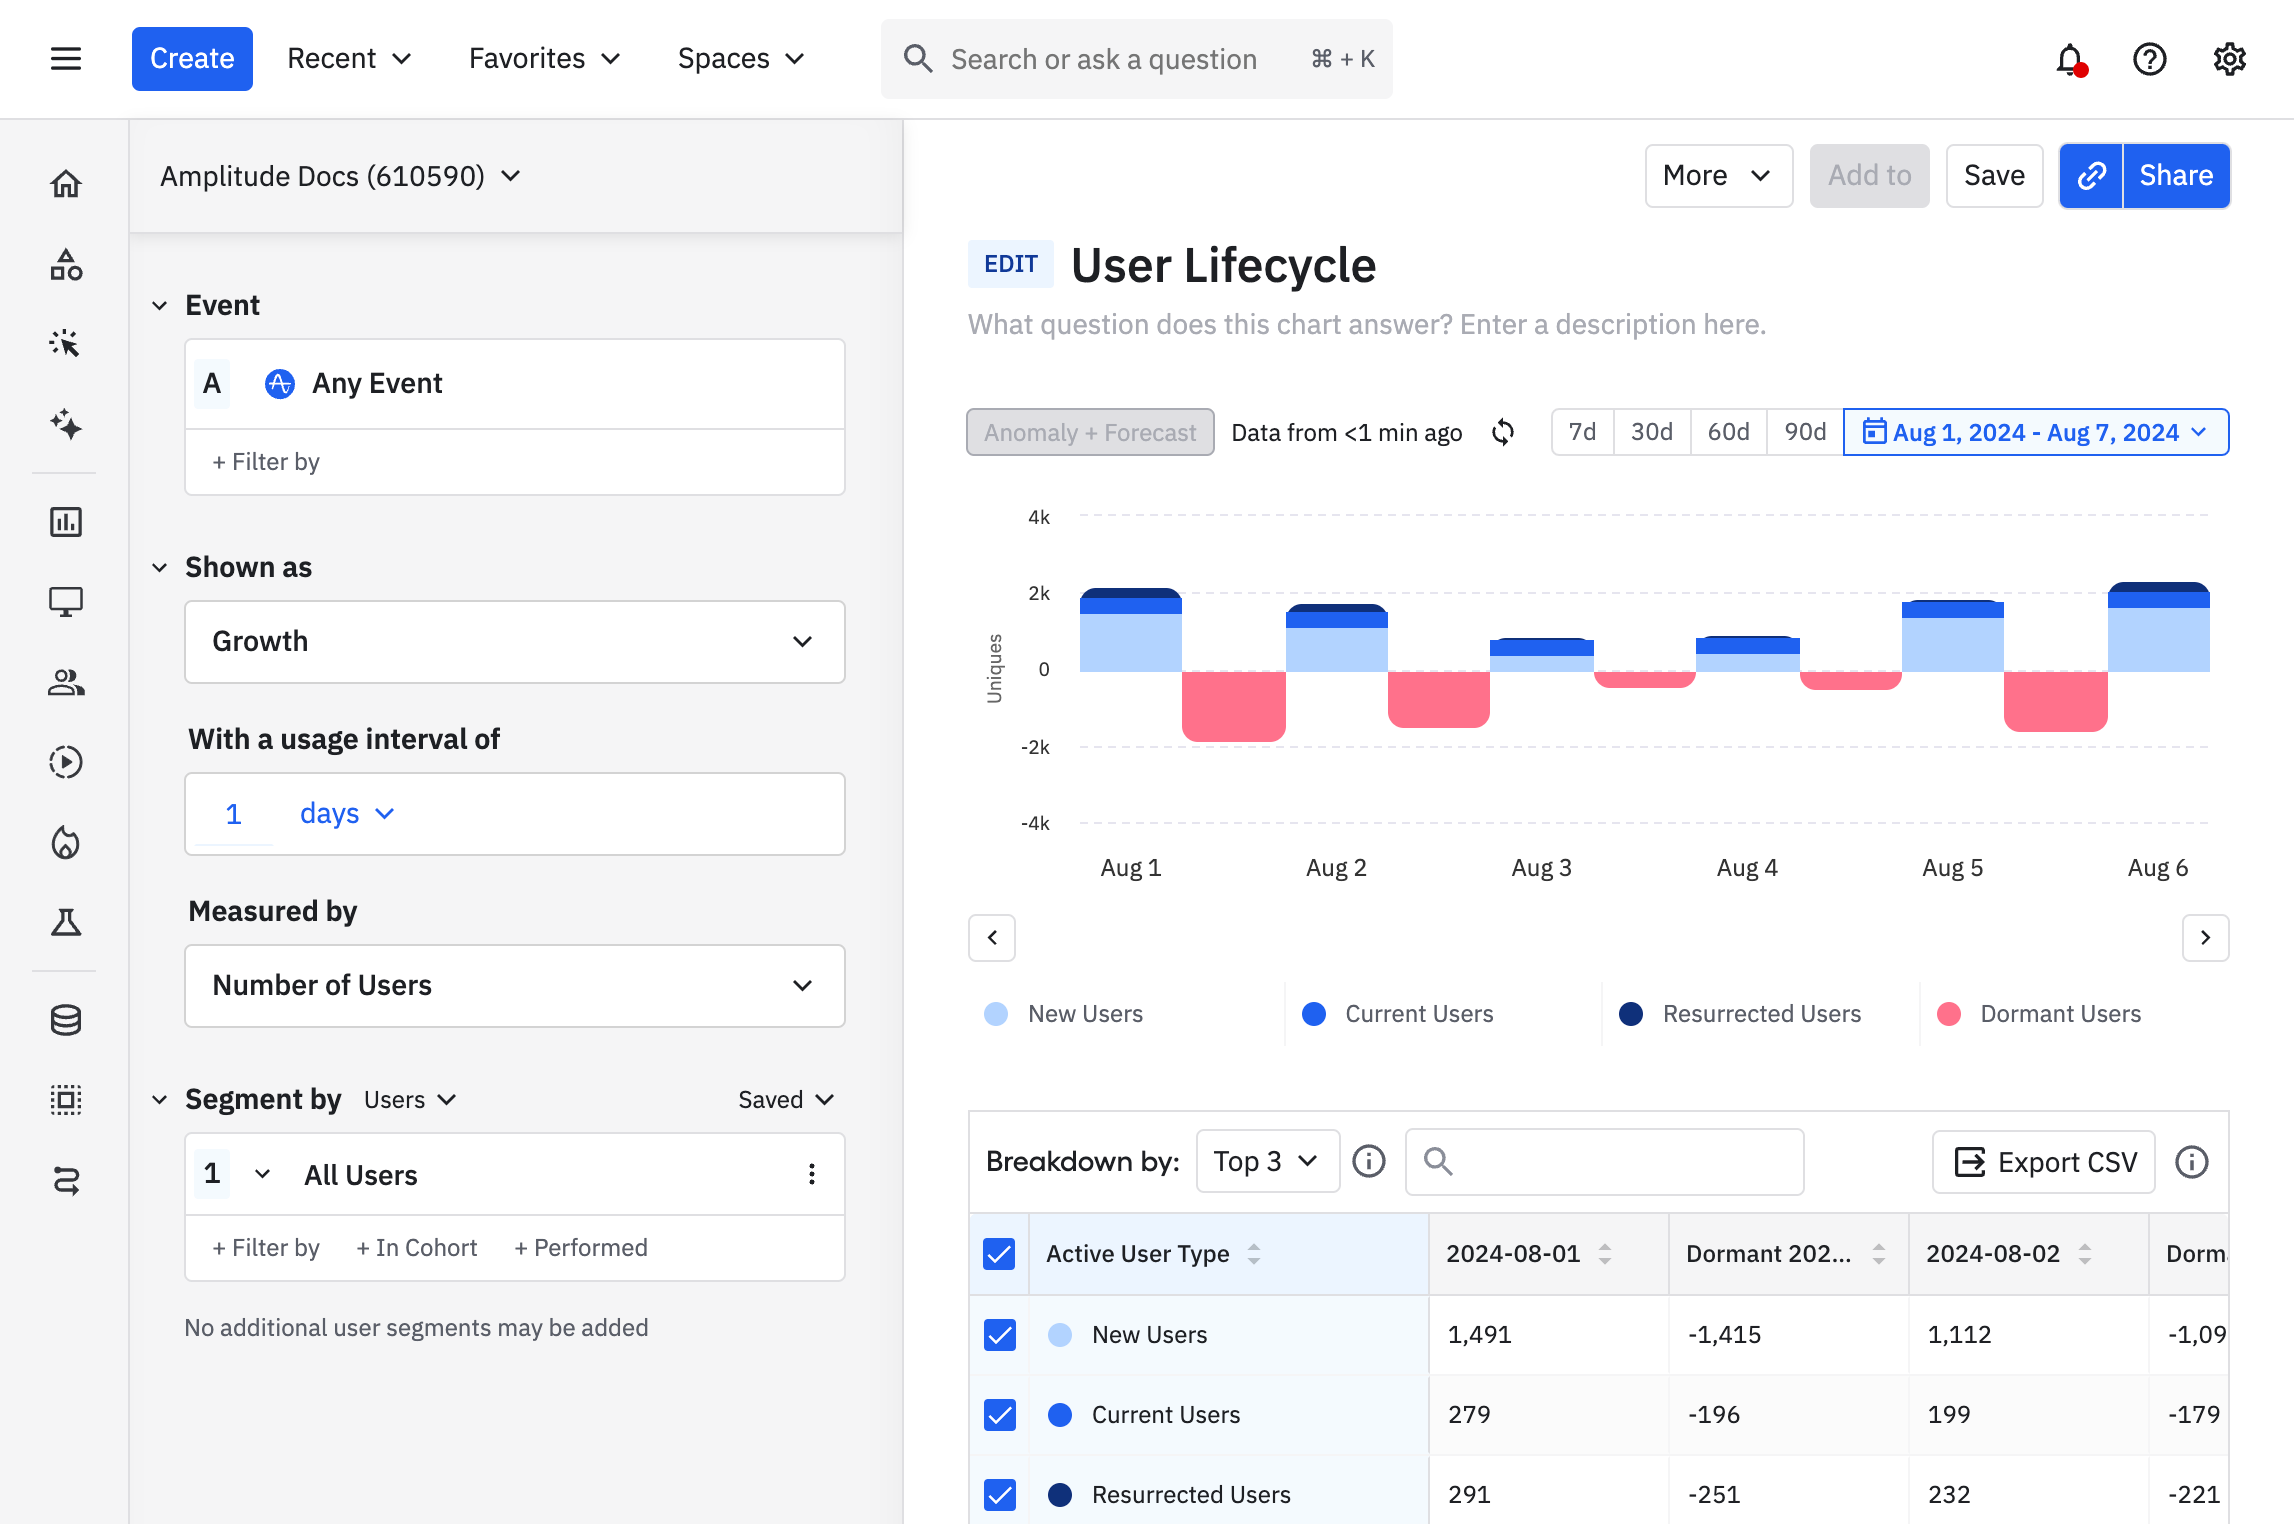 Create Recent Favorites Spaces Search or ask a question ⌘ + K
Amplitude Docs (610590)
Event
A Any Event
+ Filter by
Shown as
Growth
With a usage interval of
1 days
Measured by
Number of Users
Segment by Users Saved
1 All Users
+ Filter by + In Cohort + Performed
No additional user segments may be added
More Add to Save Share
EDIT User Lifecycle
What question does this chart answer? Enter a description here.
Anomaly + Forecast Data from <1 min ago 7d 30d 60d 90d Aug 1, 2024 - Aug 7, 2024
Uniques
4k
2k
0
-2k
-4k
Aug 1 Aug 2 Aug 3 Aug 4 Aug 5 Aug 6
New Users Current Users Resurrected Users Dormant Users
Breakdown by: Top 3 Export CSV
Active User Type 2024-08-01 Dormant 202... 2024-08-02 Dorm
New Users 1,491 -1,415 1,112 -1,09
Current Users 279 -196 199 -179
Resurrected Users 291 -251 232 -221